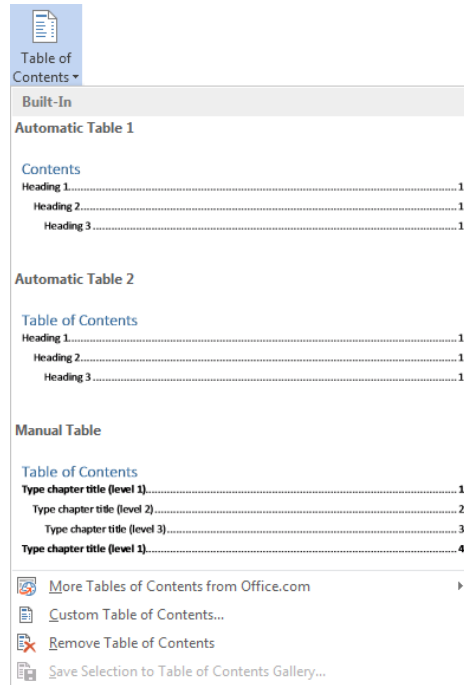 Table of
Contents
Built-In
Automatic Table 1
Contents
Heading 1...1
Heading 2...1
Heading 3...1
Automatic Table 2
Table of Contents
Heading 1...1
Heading 2...1
Heading 3...1
Manual Table
Table of Contents
Type chapter title (level 1)...1
Type chapter title (level 2)...2
Type chapter title (level 3)...3
Type chapter title (level 1)...4
More Tables of Contents from Office.com
Custom Table of Contents...
Remove Table of Contents
Save Selection to Table of Contents Gallery...